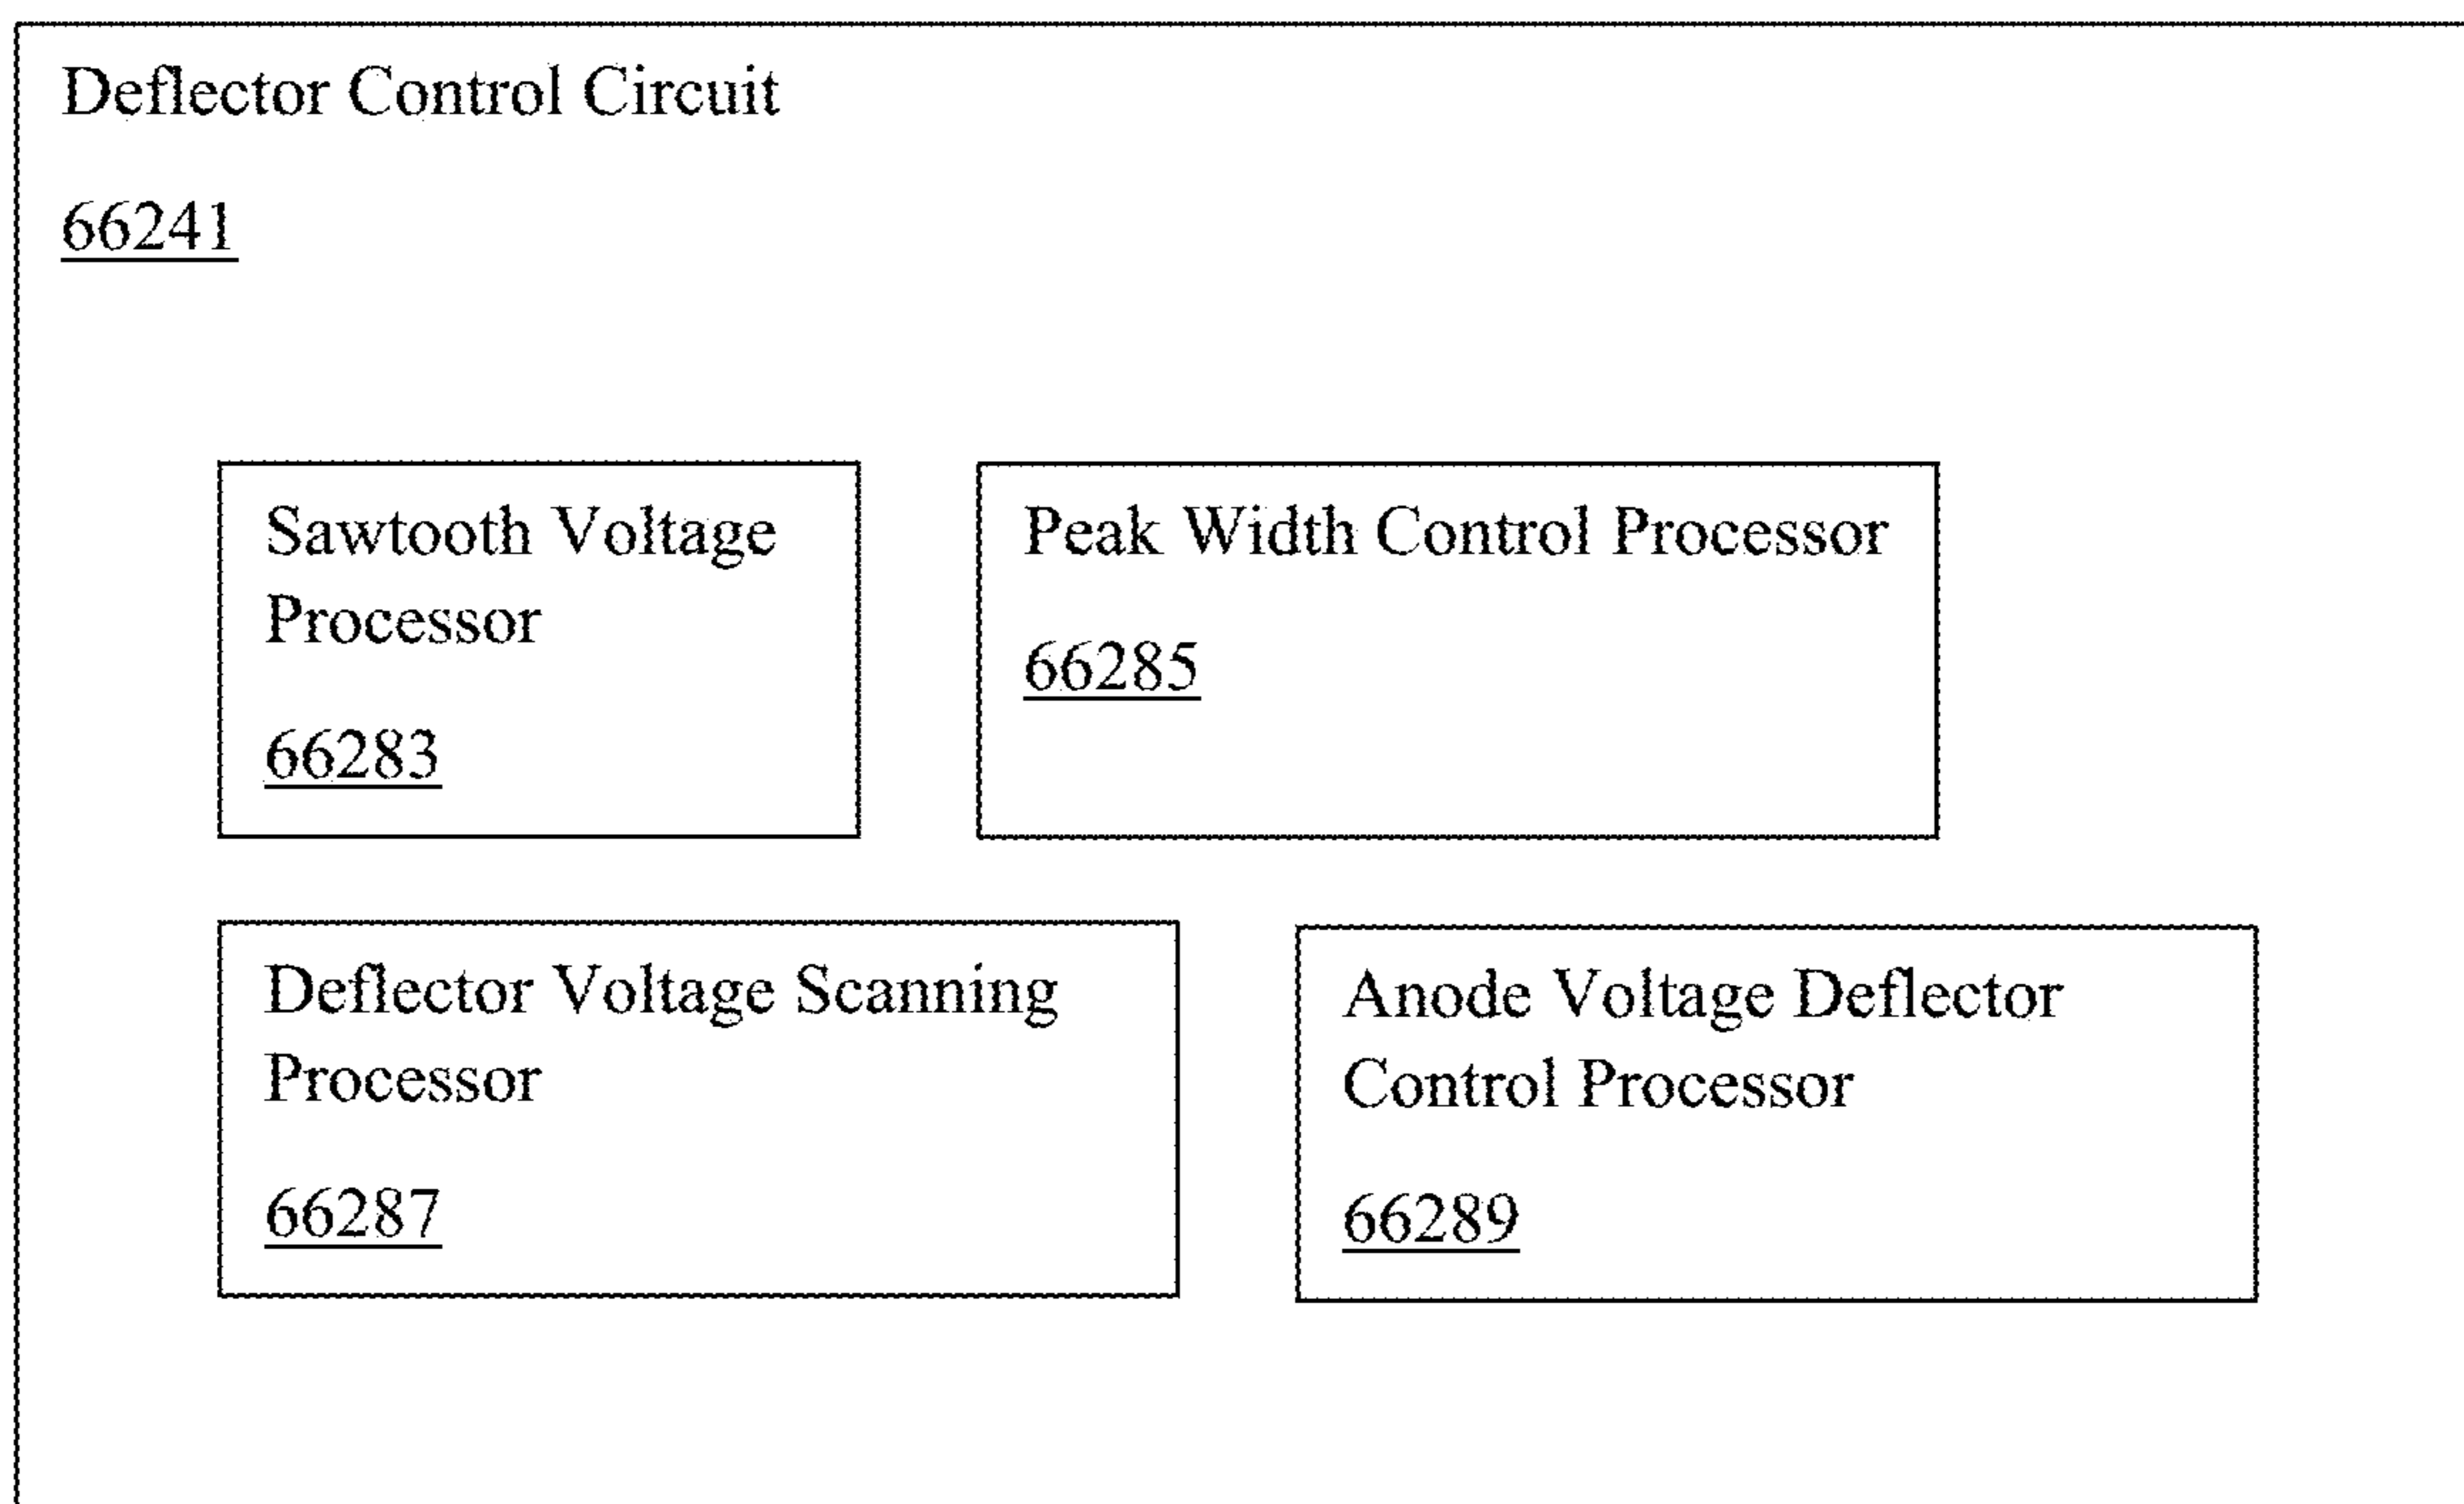 Deflector Control Circuit
66241
Sawtooth Voltage
Processor
66283
Peak Width Control Processor
66285
Deflector Voltage Scanning
Processor
66287
Anode Voltage Deflector
Control Processor
66289